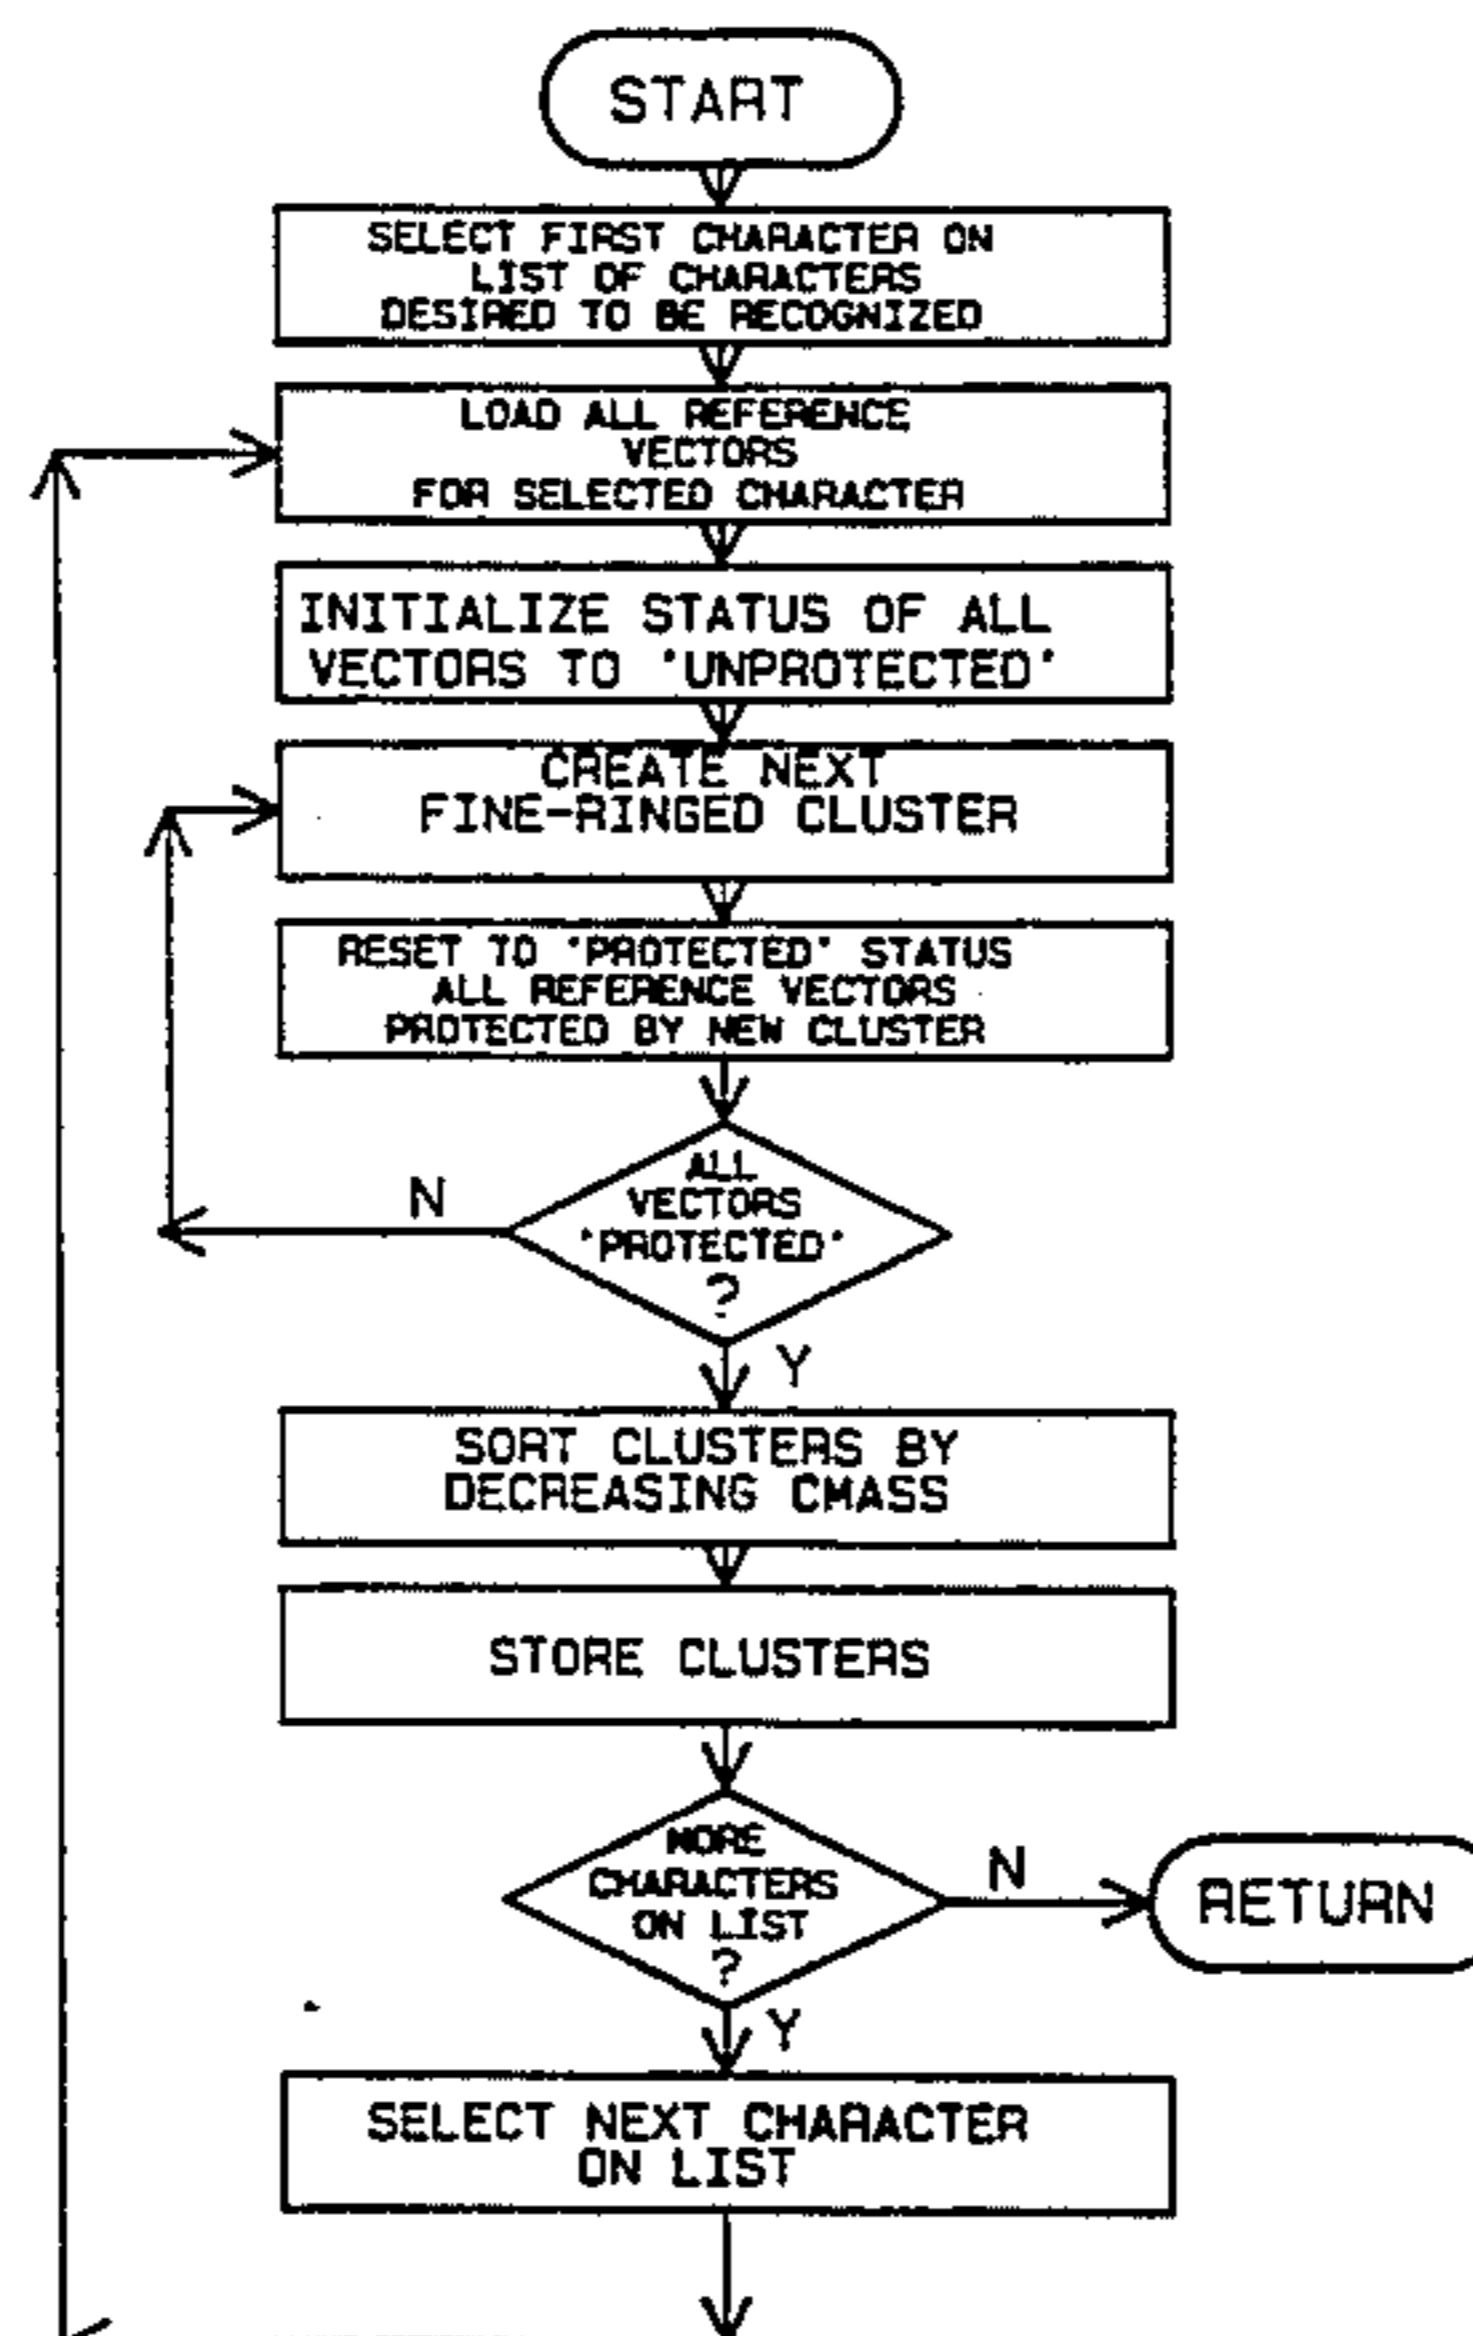 START
SELECT FIRST CHARACTER ON
LIST OF CHARACTERS
DESIRED TO BE RECOGNIZED
LOAD ALL REFERENCE
VECTORS
FOR SELECTED CHARACTER
INITIALIZE STATUS OF ALL
VECTORS TO 'UNPROTECTED'
CREATE NEXT
FINE-RINGED CLUSTER
RESET TO 'PROTECTED' STATUS
ALL REFERENCE VECTORS
PROTECTED BY NEW CLUSTER
ALL
VECTORS
'PROTECTED'
?
N
Y
SORT CLUSTERS BY
DECREASING CMASS
STORE CLUSTERS
MORE
CHARACTERS
ON LIST
?
N
RETURN
Y
SELECT NEXT CHARACTER
ON LIST